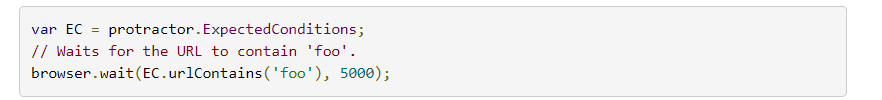 var EC = protractor.ExpectedConditions;
// Waits for the URL to contain 'foo'.
browser.wait(EC.urlContains('foo'), 5000);